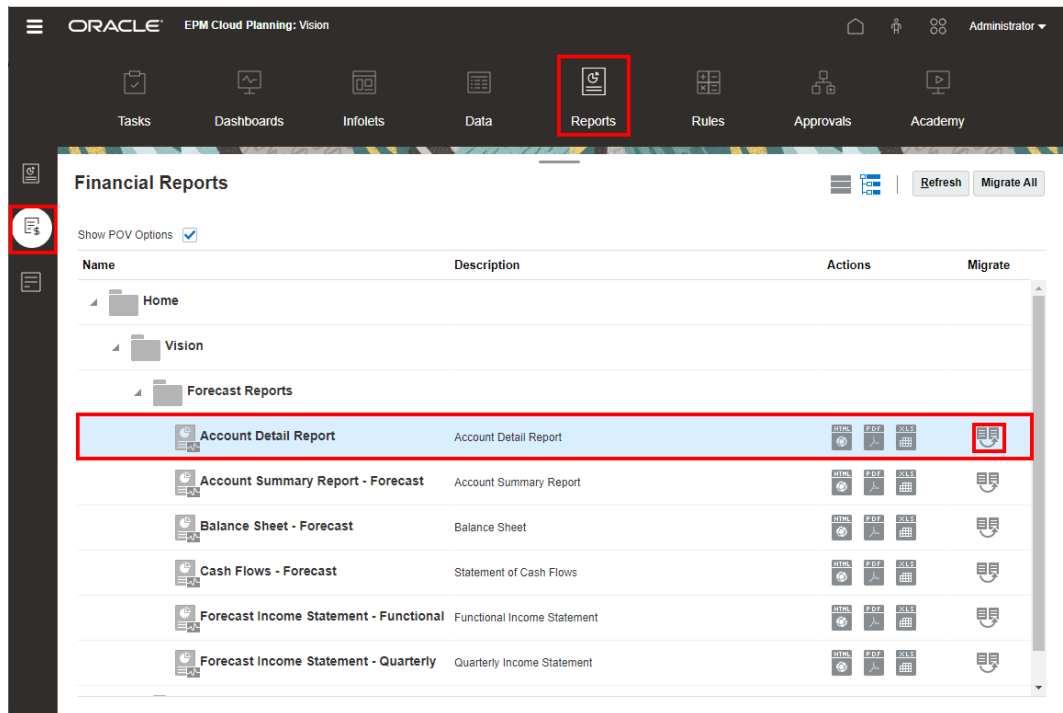 ORACLE EPM Cloud Planning: Vision Administrator
Tasks Dashboards Infolets Data Reports Rules Approvals Academy
Financial Reports Refresh Migrate All
Show POV Options
Name Description Actions Migrate
Home
Vision
Forecast Reports
Account Detail Report Account Detail Report HTML PDF XLS
Account Summary Report - Forecast Account Summary Report HTML PDF XLS
Balance Sheet - Forecast Balance Sheet HTML PDF XLS
Cash Flows - Forecast Statement of Cash Flows HTML PDF XLS
Forecast Income Statement - Functional Functional Income Statement HTML PDF XLS
Forecast Income Statement - Quarterly Quarterly Income Statement HTML PDF XLS